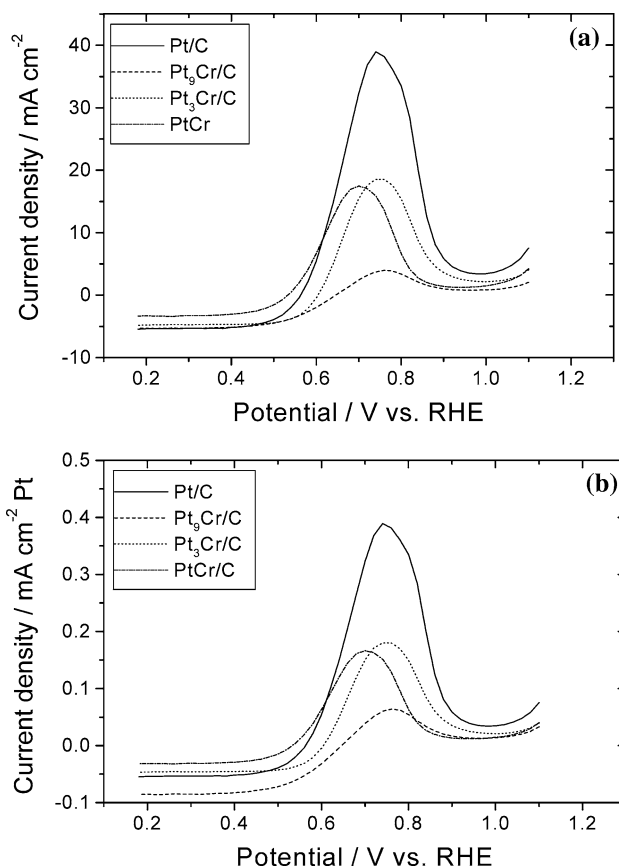 (a)
Pt/C
Pt₉Cr/C
Pt₃Cr/C
PtCr
Current density / mA cm⁻²
40
30
20
10
0
-10
0.2 0.4 0.6 0.8 1.0 1.2
Potential / V vs. RHE
(b)
Pt/C
Pt₉Cr/C
Pt₃Cr/C
PtCr/C
Current density / mA cm⁻² Pt
0.5
0.4
0.3
0.2
0.1
0.0
-0.1
0.2 0.4 0.6 0.8 1.0 1.2
Potential / V vs. RHE